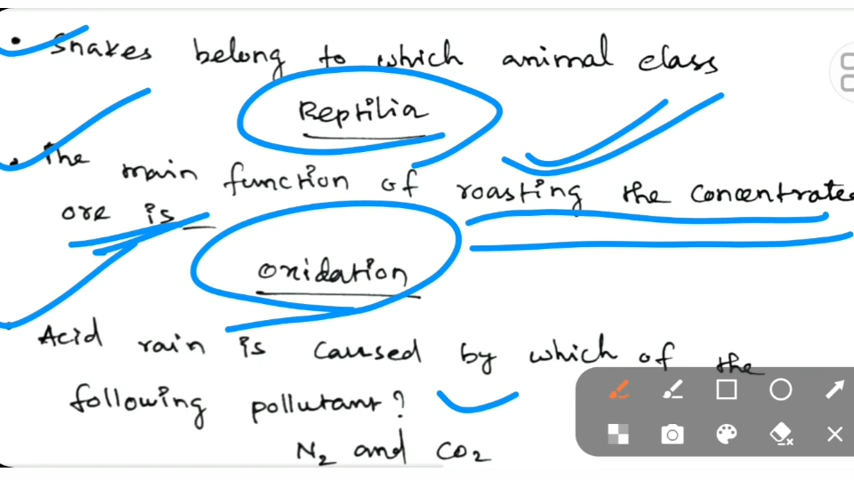 • Snakes belong to which animal class
Reptilia
• The main function of roasting the concentrate
ore is
oxidation
Acid rain is caused by which of the
following pollutant?
N₂ and CO₂